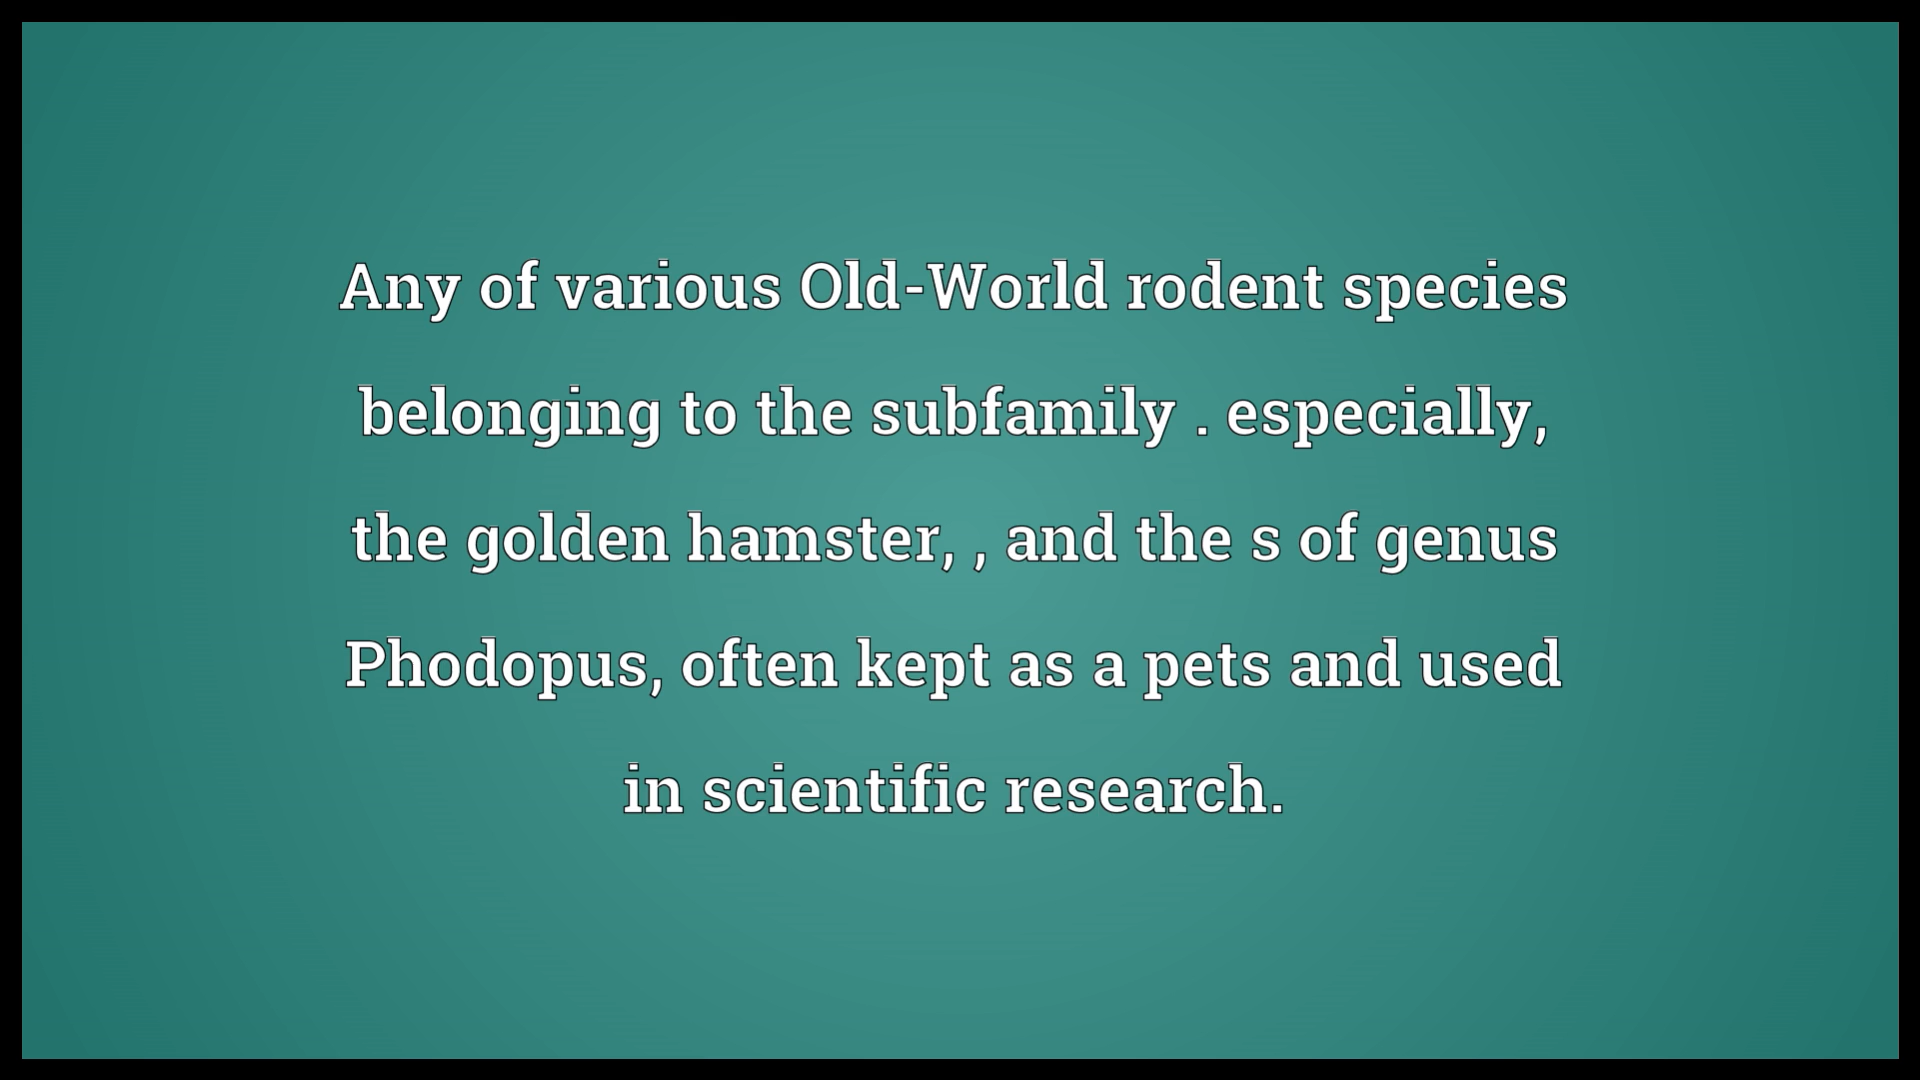 Any of various Old-World rodent species
belonging to the subfamily . especially,
the golden hamster, , and the s of genus
Phodopus, often kept as a pets and used
in scientific research.